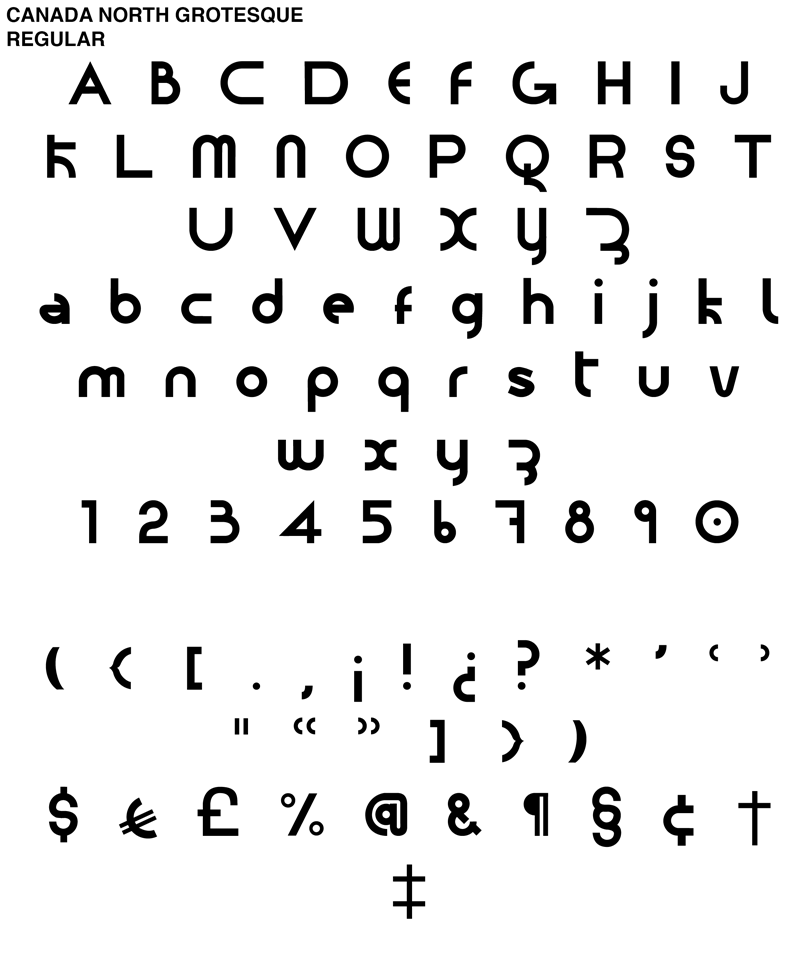 CANADA NORTH GROTESQUE
REGULAR
A B C D E F G H I J
K L M N O P Q R S T
U V W X Y Z
a b c d e f g h i j k l
m n o p q r s t u v
w x y z
1 2 3 4 5 6 7 8 9 0
( { [ . , ¡ ! ¿ ? * ’ ‘ ’
" “ ” ] } )
$ € £ % @ & ¶ § ¢ †
‡